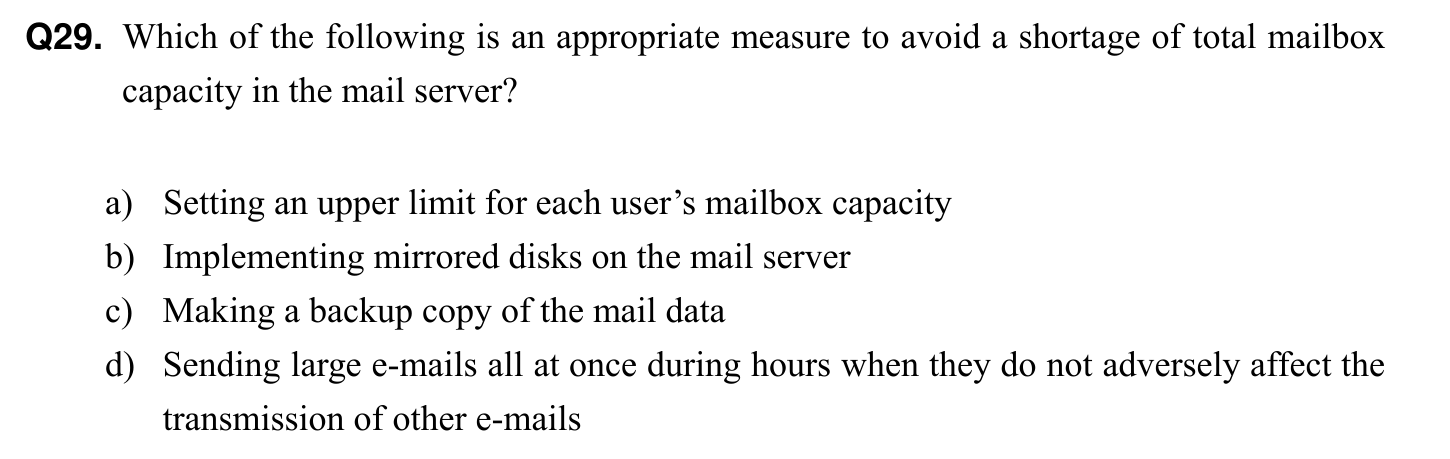 Q29. Which of the following is an appropriate measure to avoid a shortage of total mailbox
capacity in the mail server?
a) Setting an upper limit for each user’s mailbox capacity
b) Implementing mirrored disks on the mail server
c) Making a backup copy of the mail data
d) Sending large e-mails all at once during hours when they do not adversely affect the
transmission of other e-mails